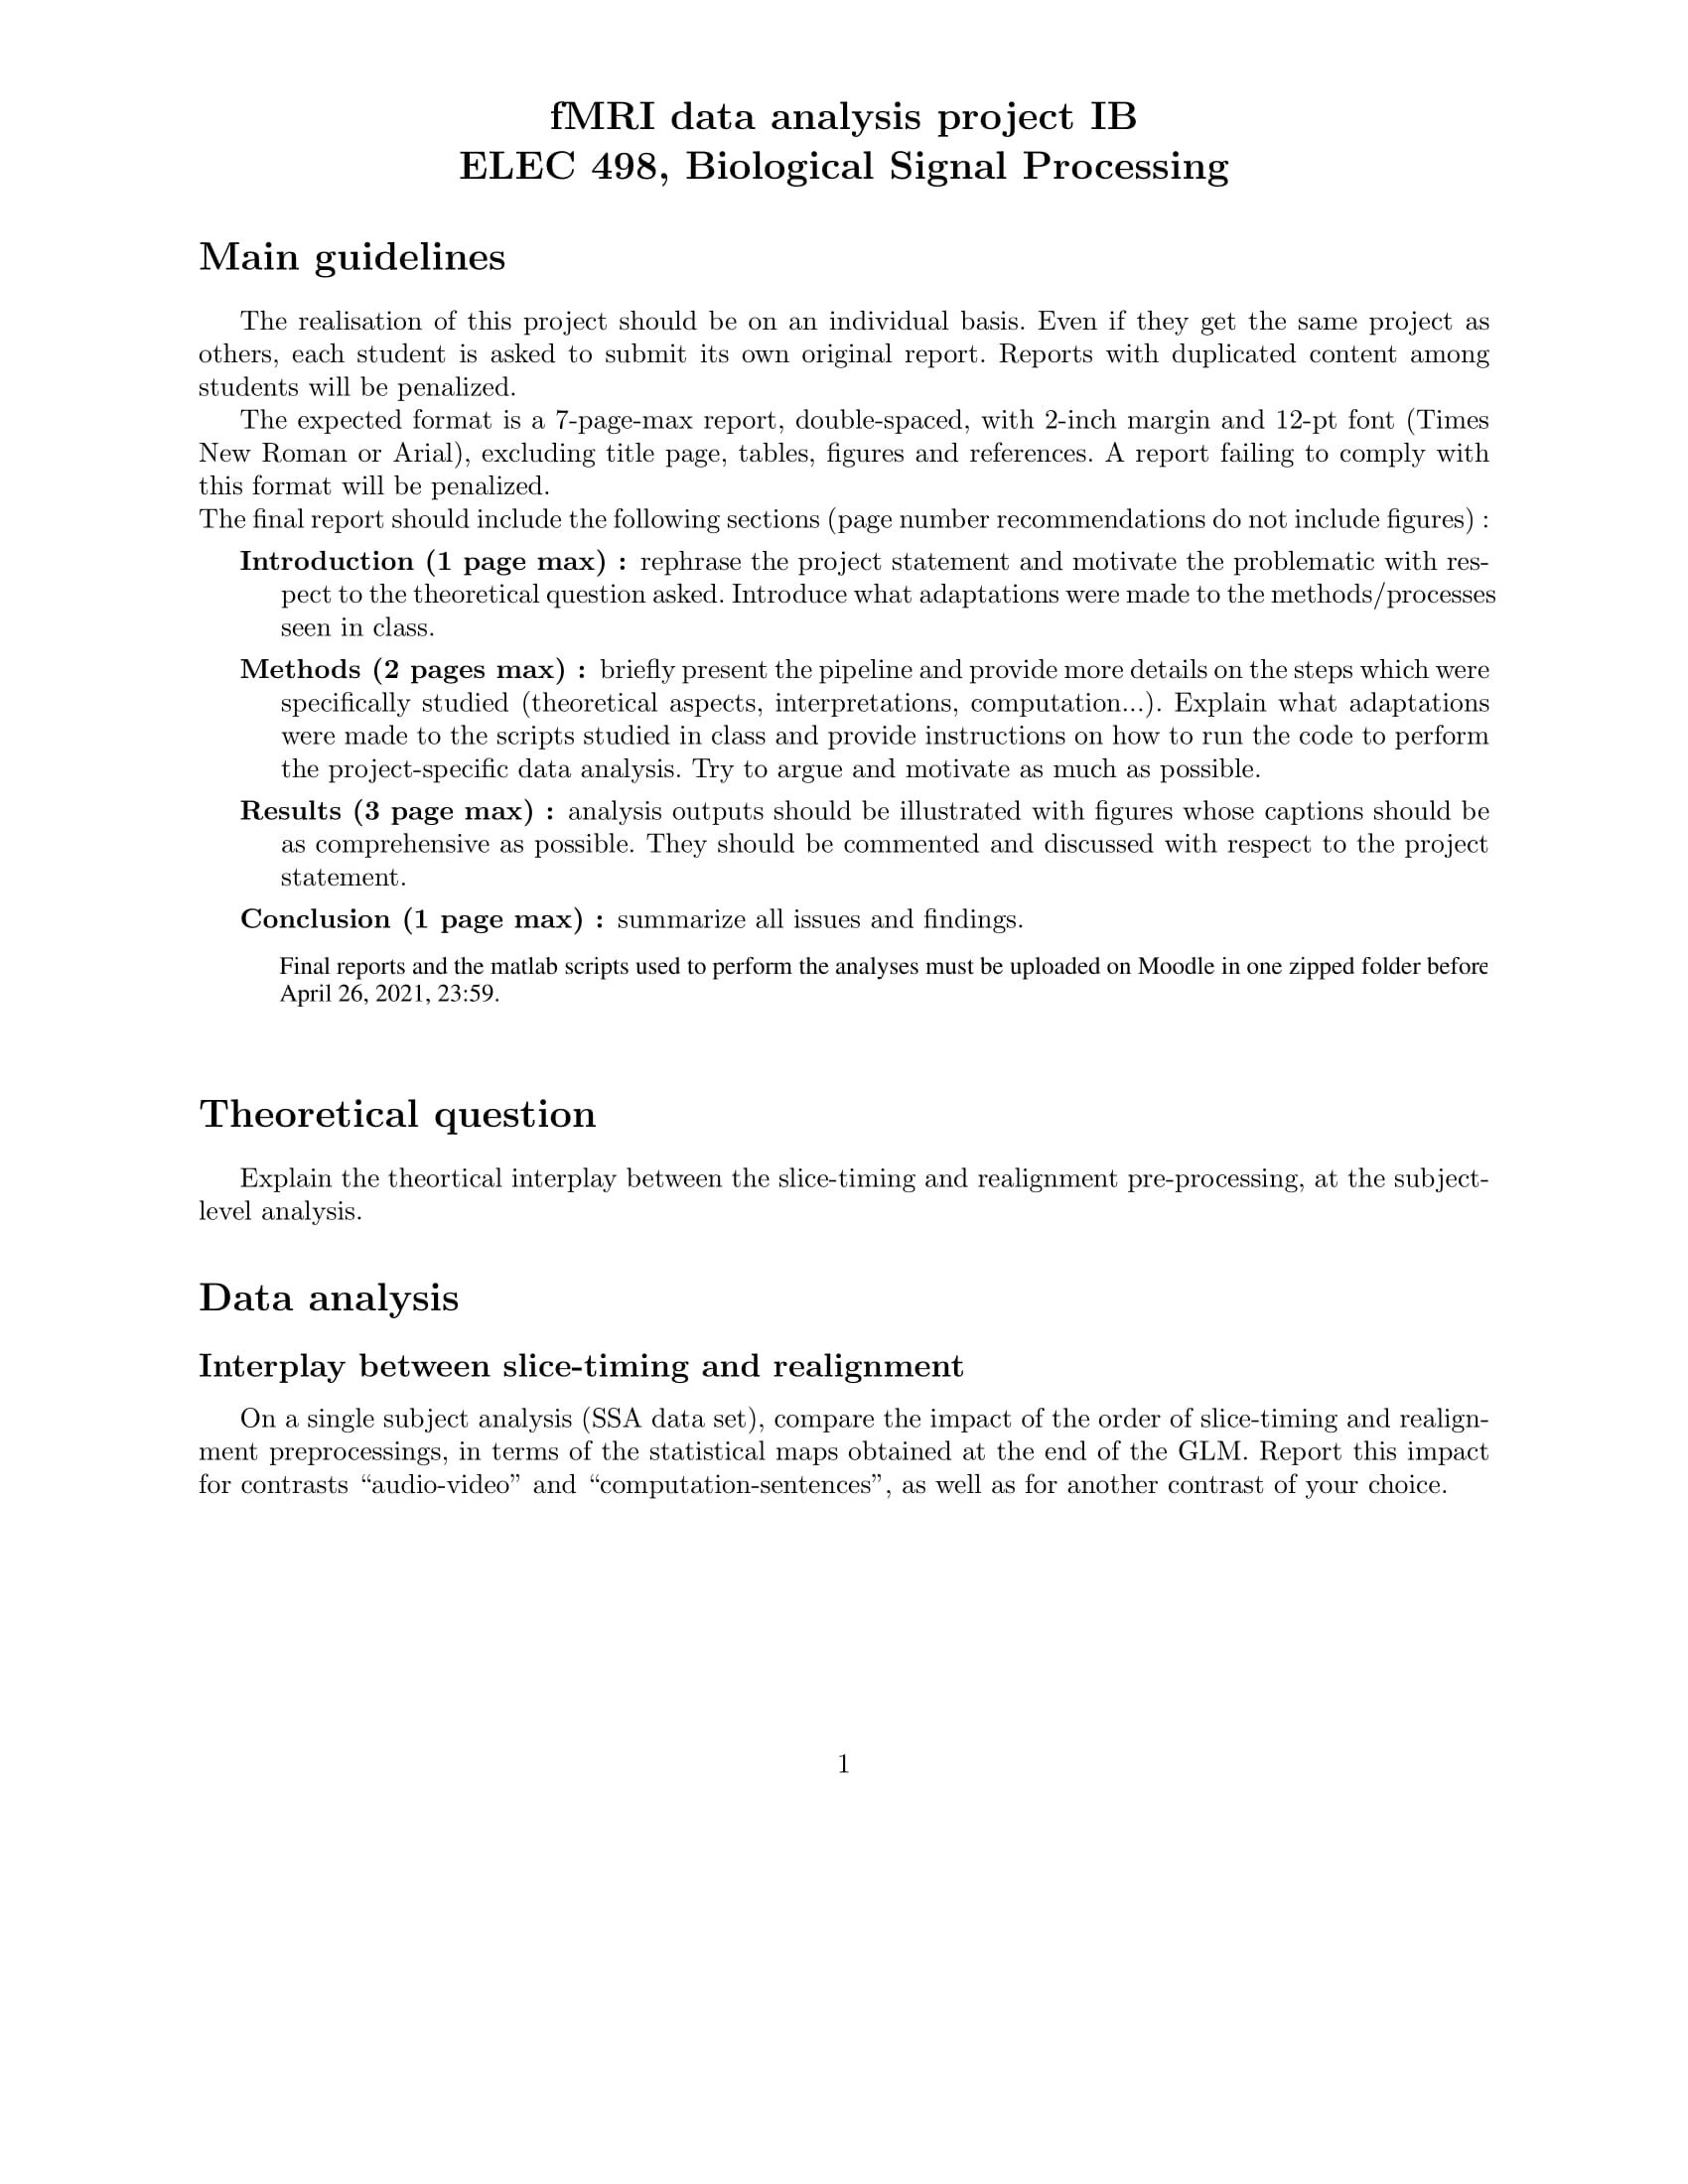 fMRI data analysis project IB
ELEC 498, Biological Signal Processing
Main guidelines
The realisation of this project should be on an individual basis. Even if they get the same project as
others, each student is asked to submit its own original report. Reports with duplicated content among
students will be penalized.
The expected format is a 7-page-max report, double-spaced, with 2-inch margin and 12-pt font (Times
New Roman or Arial), excluding title page, tables, figures and references. A report failing to comply with
this format will be penalized.
The final report should include the following sections (page number recommendations do not include figures) :
Introduction (1 page max) : rephrase the project statement and motivate the problematic with res-
pect to the theoretical question asked. Introduce what adaptations were made to the methods/processes
seen in class.
Methods (2 pages max) : briefly present the pipeline and provide more details on the steps which were
specifically studied (theoretical aspects, interpretations, computation...). Explain what adaptations
were made to the scripts studied in class and provide instructions on how to run the code to perform
the project-specific data analysis. Try to argue and motivate as much as possible.
Results (3 page max) : analysis outputs should be illustrated with figures whose captions should be
as comprehensive as possible. They should be commented and discussed with respect to the project
statement.
Conclusion (1 page max) : summarize all issues and findings.
Final reports and the matlab scripts used to perform the analyses must be uploaded on Moodle in one zipped folder before
April 26, 2021, 23:59.
Theoretical question
Explain the theortical interplay between the slice-timing and realignment pre-processing, at the subject-
level analysis.
Data analysis
Interplay between slice-timing and realignment
On a single subject analysis (SSA data set), compare the impact of the order of slice-timing and realign-
ment preprocessings, in terms of the statistical maps obtained at the end of the GLM. Report this impact
for contrasts “audio-video” and “computation-sentences”, as well as for another contrast of your choice.
1